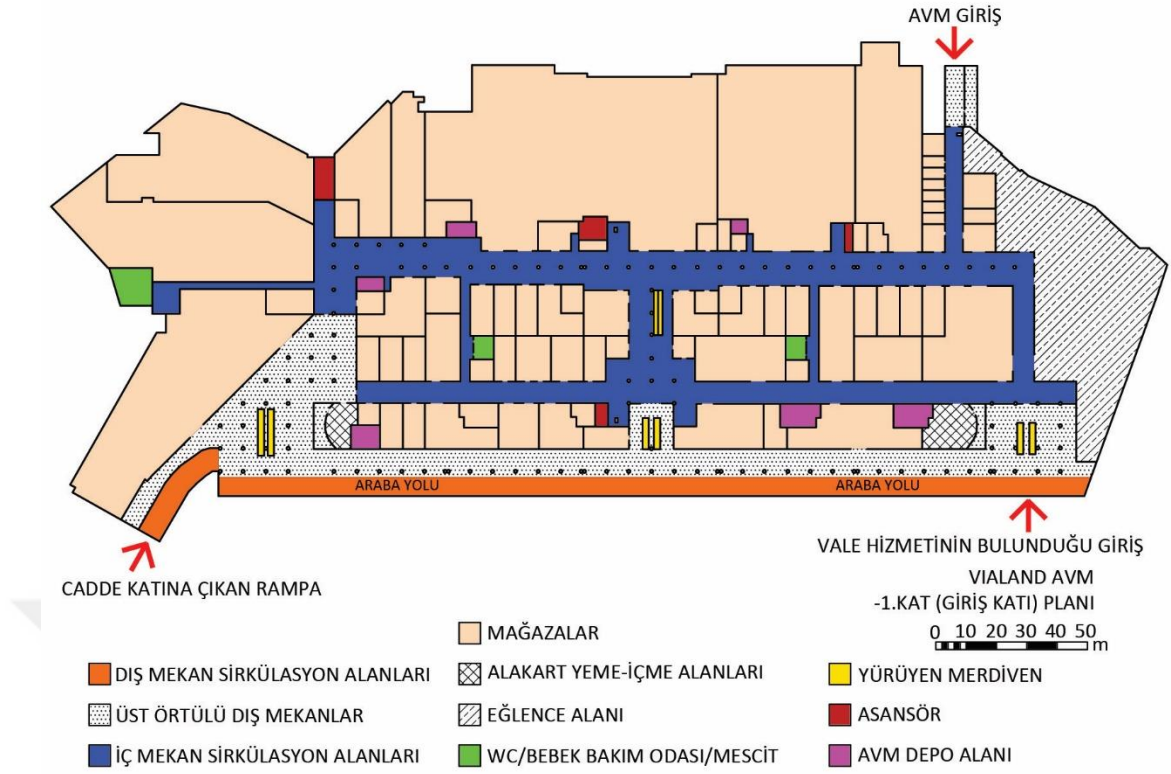 AVM GİRİŞ
ARABA YOLU
ARABA YOLU
VALE HİZMETİNİN BULUNDUĞU GİRİŞ
CADDE KATINA ÇIKAN RAMPA
VIALAND AVM
-1.KAT (GİRİŞ KATI) PLANI
0 10 20 30 40 50
m
MAĞAZALAR
DIŞ MEKAN SİRKÜLASYON ALANLARI
ALAKART YEME-İÇME ALANLARI
YÜRÜYEN MERDİVEN
ÜST ÖRTÜLÜ DIŞ MEKANLAR
EĞLENCE ALANI
ASANSÖR
İÇ MEKAN SİRKÜLASYON ALANLARI
WC/BEBEK BAKIM ODASI/MESCİT
AVM DEPO ALANI